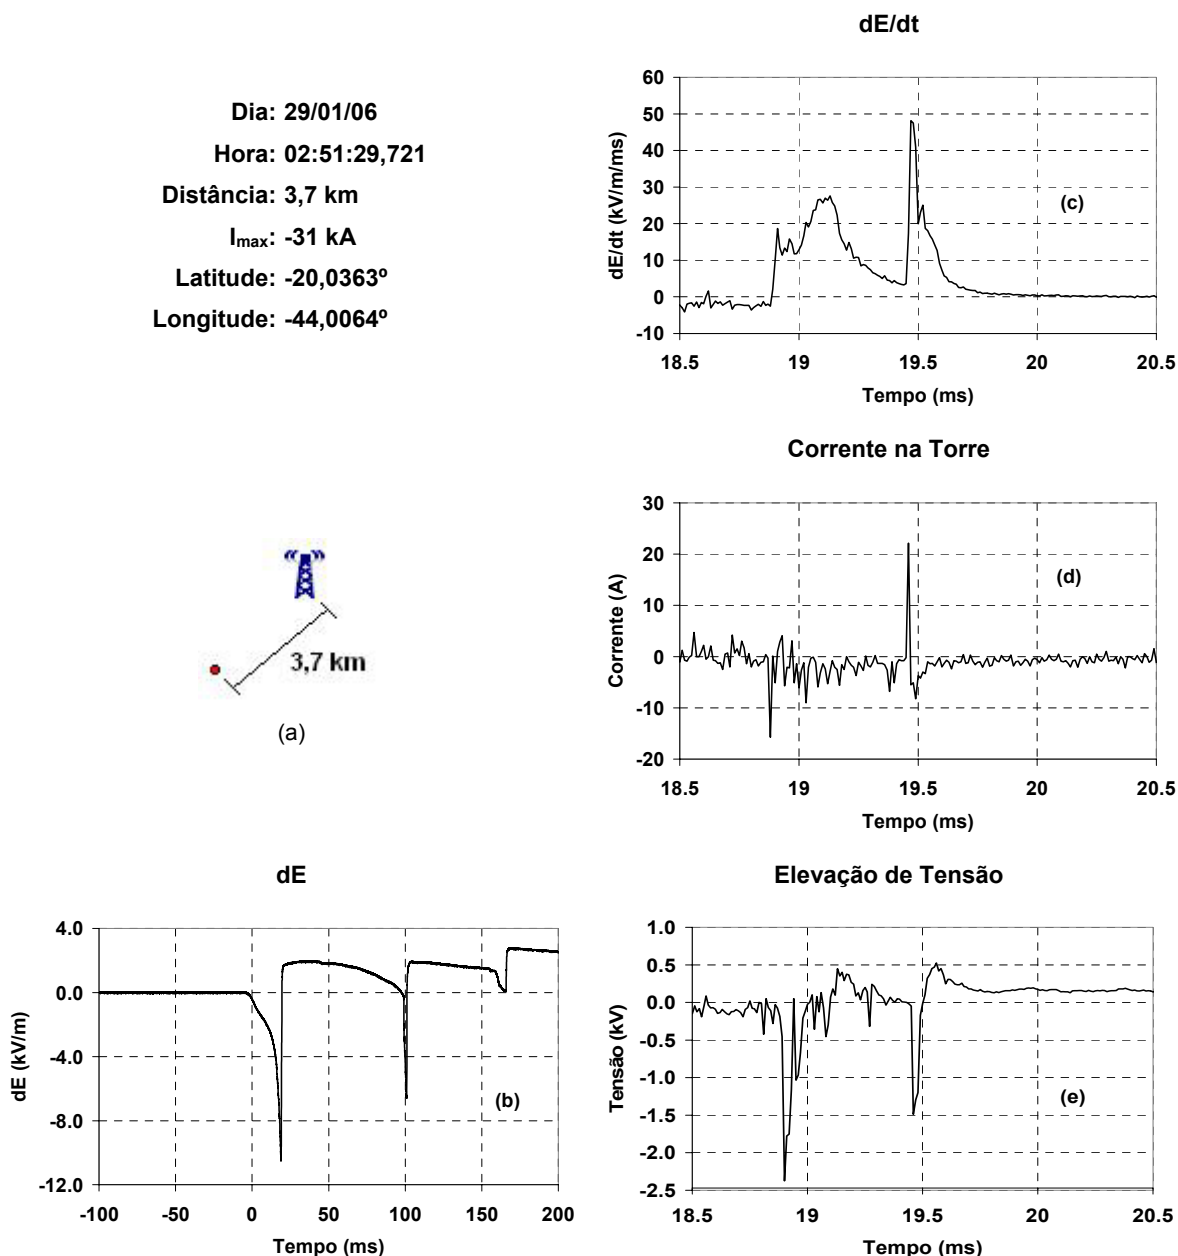 Dia: 29/01/06
Hora: 02:51:29,721
Distância: 3,7 km
Imax: -31 kA
Latitude: -20,0363º
Longitude: -44,0064º
3,7 km
(a)
dE/dt
dE/dt (kV/m/ms)
60
50
40
30
20
10
0
-10
(c)
18.5 19 19.5 20 20.5
Tempo (ms)
Corrente na Torre
Corrente (A)
30
20
10
0
-10
-20
(d)
18.5 19 19.5 20 20.5
Tempo (ms)
dE
dE (kV/m)
4.0
0.0
-4.0
-8.0
-12.0
(b)
-100 -50 0 50 100 150 200
Tempo (ms)
Elevação de Tensão
Tensão (kV)
1.0
0.5
0.0
-0.5
-1.0
-1.5
-2.0
-2.5
(e)
18.5 19 19.5 20 20.5
Tempo (ms)